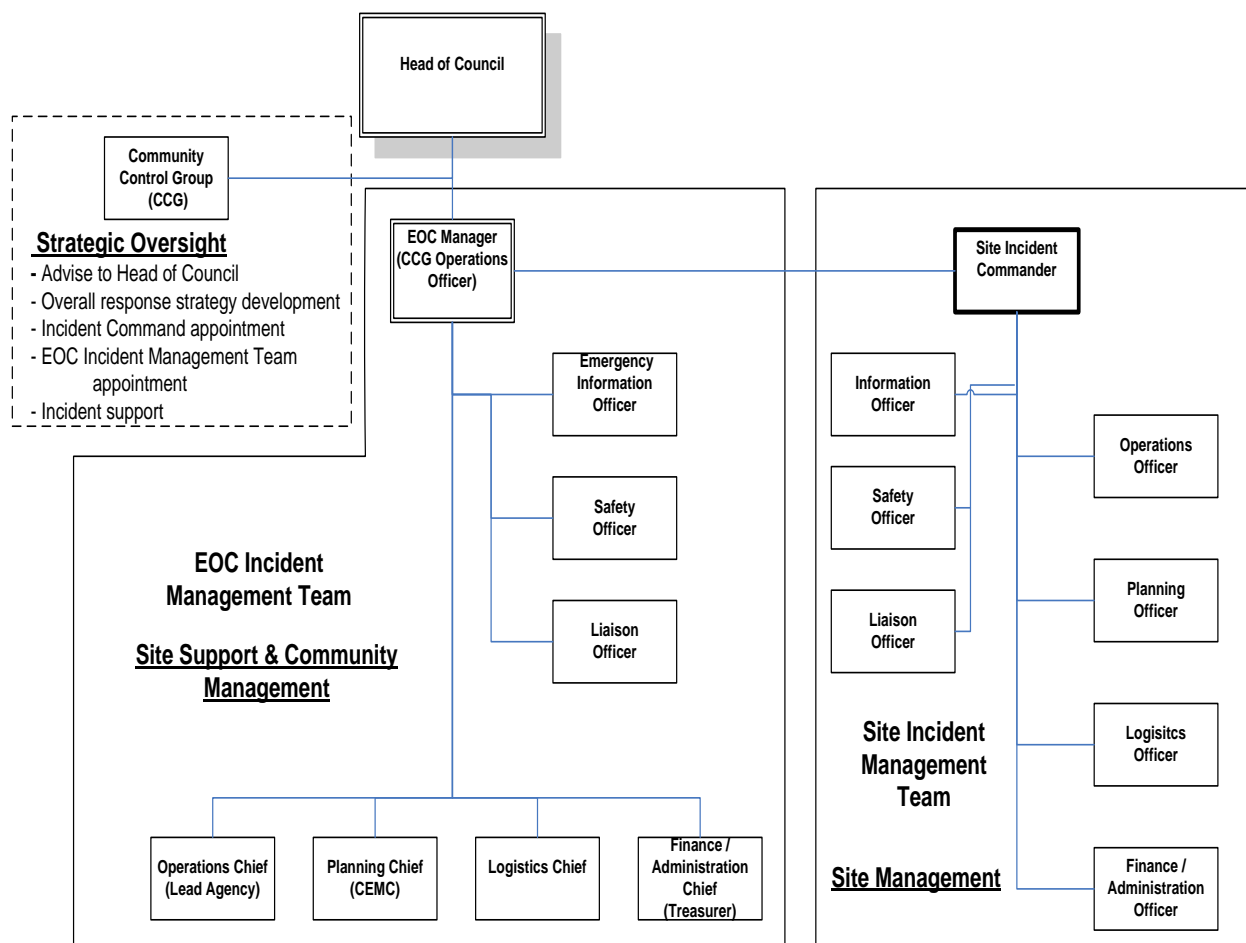 Head of Council
Community
Control Group
(CCG)
Strategic Oversight
- Advise to Head of Council
- Overall response strategy development
- Incident Command appointment
- EOC Incident Management Team
appointment
- Incident support
EOC Manager
(CCG Operations
Officer)
Site Incident
Commander
Emergency
Information
Officer
Safety
Officer
Liaison
Officer
EOC Incident
Management Team
Site Support & Community
Management
Operations Chief
(Lead Agency)
Planning Chief
(CEMC)
Logistics Chief
Finance /
Administration
Chief
(Treasurer)
Information
Officer
Safety
Officer
Liaison
Officer
Operations
Officer
Planning
Officer
Logisitcs
Officer
Finance /
Administration
Officer
Site Incident
Management
Team
Site Management